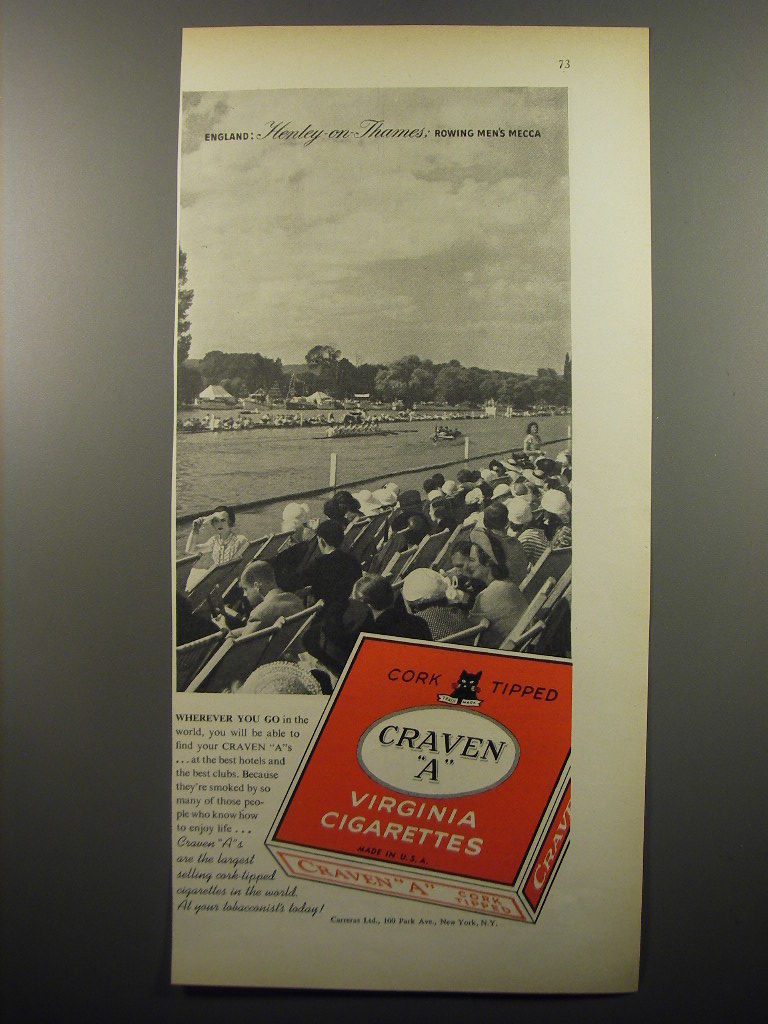 73
ENGLAND: Henley-on-Thames; ROWING MEN'S MECCA
CORK TIPPED
TRADE MARK
CRAVEN
"A"
VIRGINIA
CIGARETTES
MADE IN U.S.A.
CRAVEN "A" CORK
TIPPED
CRAV
WHEREVER YOU GO in the
world, you will be able to
find your CRAVEN "A"s
... at the best hotels and
the best clubs. Because
they're smoked by so
many of those peo-
ple who know how
to enjoy life ...
Craven "A"s
are the largest
selling cork-tipped
cigarettes in the world.
At your tobacconist's today!
Carreras Ltd., 160 Park Ave., New York, N.Y.